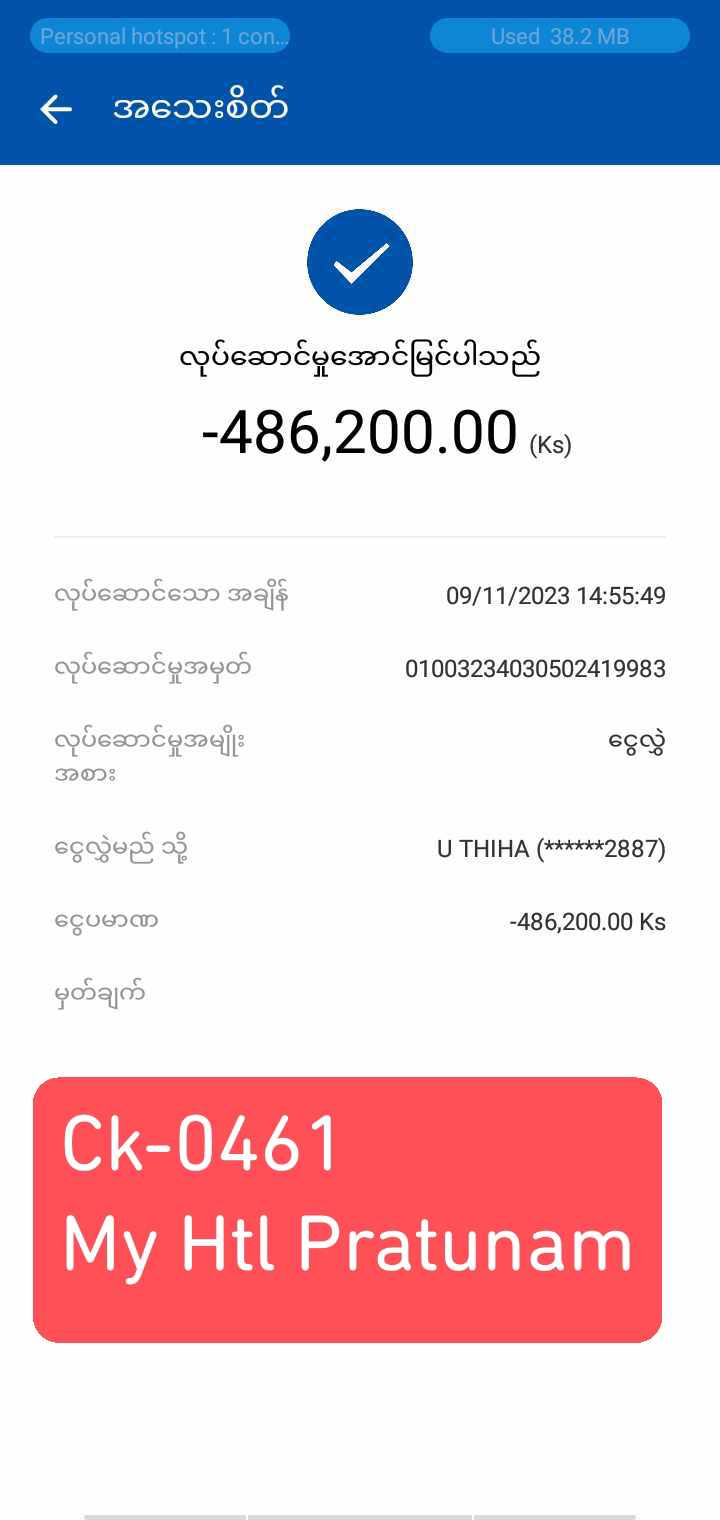 Personal hotspot : 1 con...
Used 38.2 MB
အသေးစိတ်
လုပ်ဆောင်မှုအောင်မြင်ပါသည်
-486,200.00 (Ks)
လုပ်ဆောင်သော အချိန် 09/11/2023 14:55:49
လုပ်ဆောင်မှုအမှတ် 01003234030502419983
လုပ်ဆောင်မှုအမျိုး ငွေလွှဲ
အစား
ငွေလွှဲမည် သို့ U THIHA (******2887)
ငွေပမာဏ -486,200.00 Ks
မှတ်ချက်
Ck-0461
My Htl Pratunam